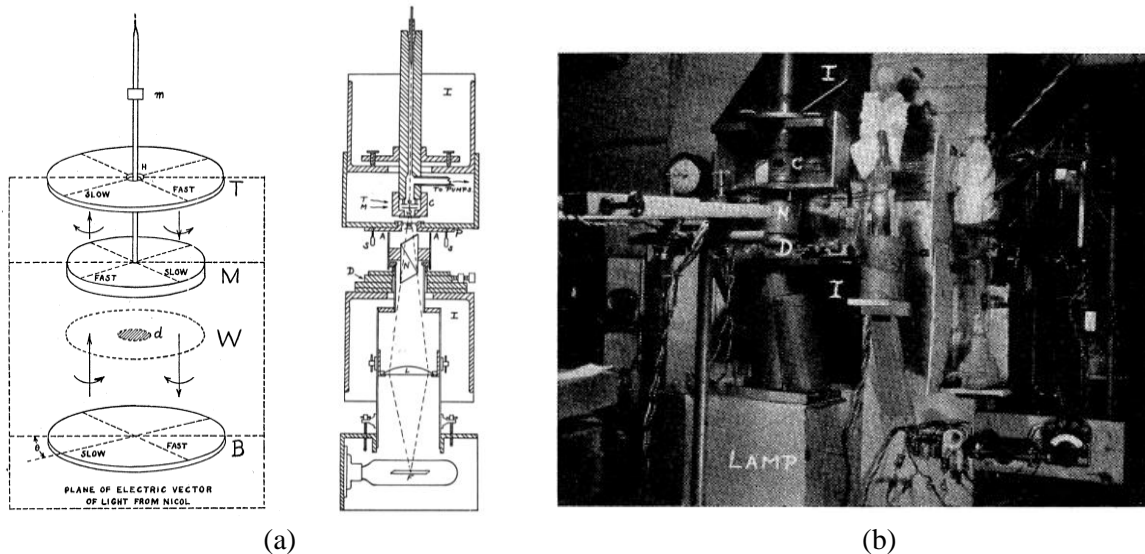 m
H
SLOW
FAST
T
FAST
SLOW
M
d
W
θ
SLOW
FAST
B
PLANE OF ELECTRIC VECTOR
OF LIGHT FROM NICOL
I
TO PUMPS
T
M
C
A
A
P
S
S
N
D
I
L
F
(a)
I
C
T
N
D
I
LAMP
(b)